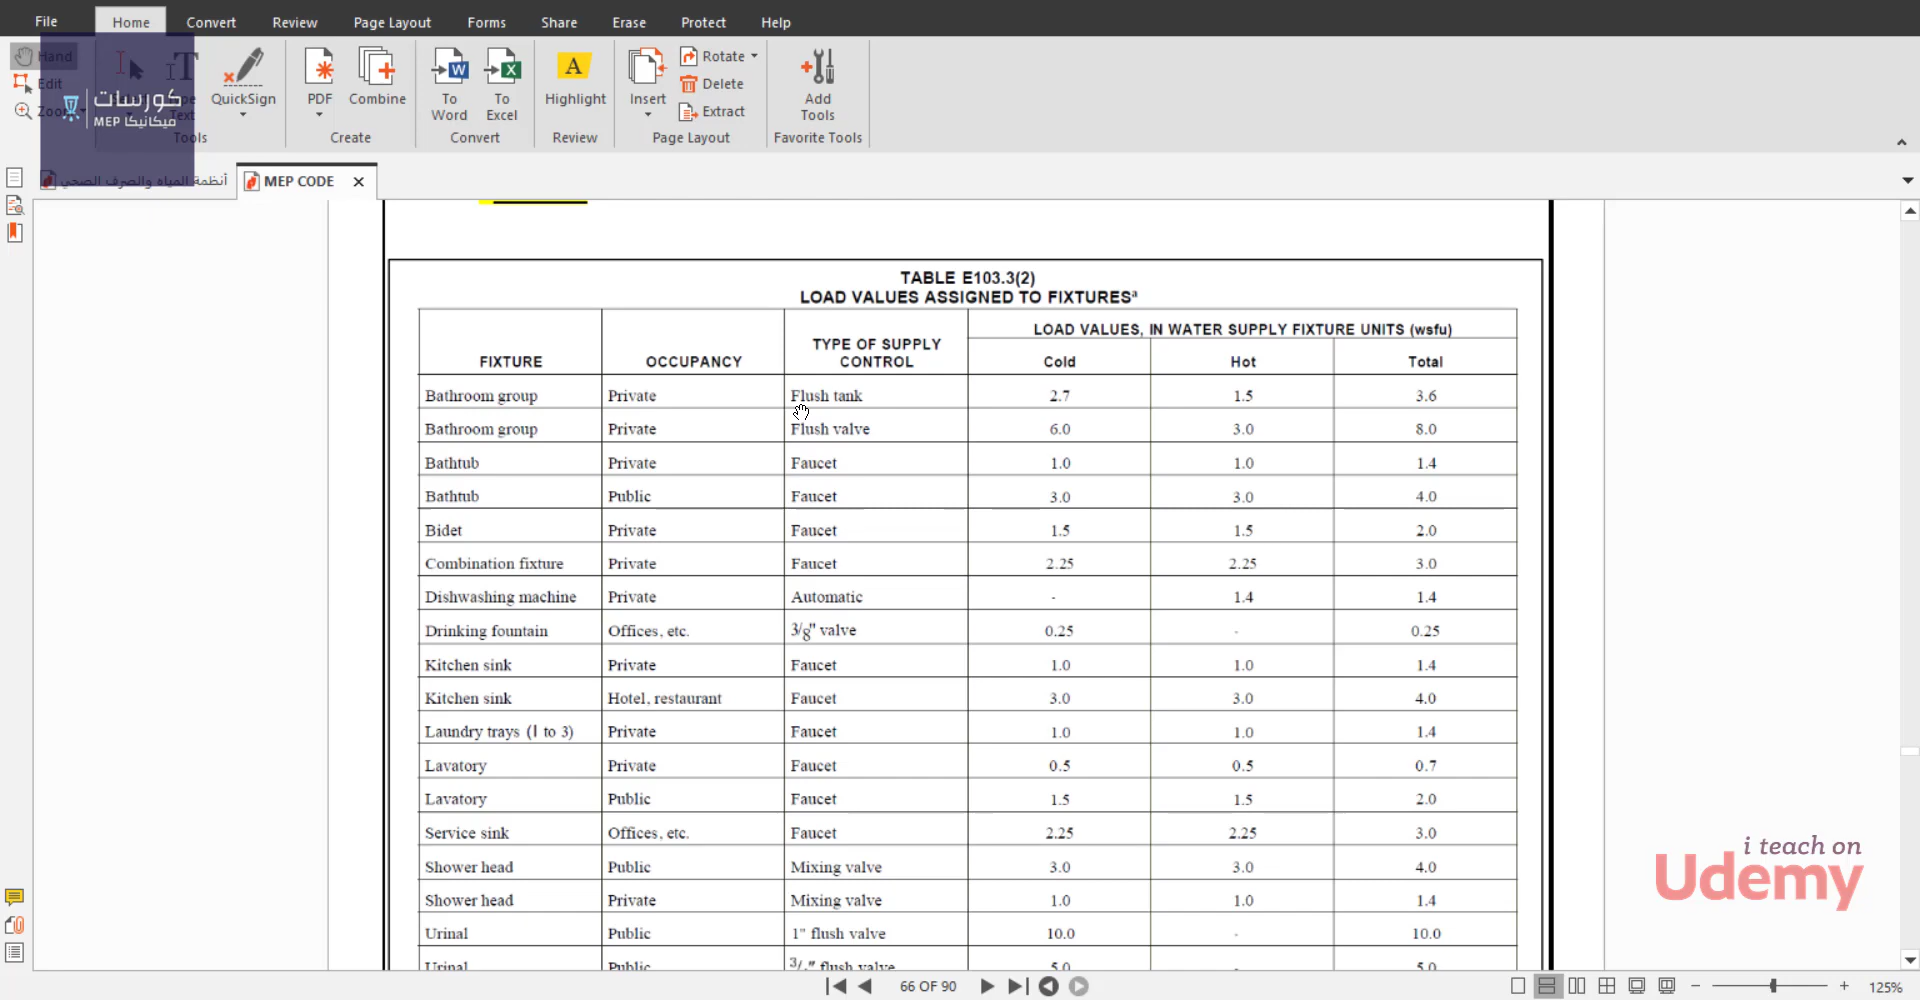 File Home Convert Review Page Layout Forms Share Erase Protect Help
Hand
Edit
Zoo
Text
كورسات
ميكانيكا MEP
QuickSign
Tools
PDF
Combine
Create
To Word
To Excel
Convert
Highlight
Review
Insert
Rotate
Delete
Extract
Page Layout
Add Tools
Favorite Tools
أنظمة المياه والصرف الصحي
MEP CODE
TABLE E103.3(2)
LOAD VALUES ASSIGNED TO FIXTURESª
FIXTURE OCCUPANCY TYPE OF SUPPLY CONTROL LOAD VALUES, IN WATER SUPPLY FIXTURE UNITS (wsfu)
Cold Hot Total
Bathroom group Private Flush tank 2.7 1.5 3.6
Bathroom group Private Flush valve 6.0 3.0 8.0
Bathtub Private Faucet 1.0 1.0 1.4
Bathtub Public Faucet 3.0 3.0 4.0
Bidet Private Faucet 1.5 1.5 2.0
Combination fixture Private Faucet 2.25 2.25 3.0
Dishwashing machine Private Automatic - 1.4 1.4
Drinking fountain Offices, etc. 3/8" valve 0.25 - 0.25
Kitchen sink Private Faucet 1.0 1.0 1.4
Kitchen sink Hotel, restaurant Faucet 3.0 3.0 4.0
Laundry trays (1 to 3) Private Faucet 1.0 1.0 1.4
Lavatory Private Faucet 0.5 0.5 0.7
Lavatory Public Faucet 1.5 1.5 2.0
Service sink Offices, etc. Faucet 2.25 2.25 3.0
Shower head Public Mixing valve 3.0 3.0 4.0
Shower head Private Mixing valve 1.0 1.0 1.4
Urinal Public 1" flush valve 10.0 - 10.0
Urinal Public flush valve 5.0 - 5.0
i teach on
Udemy
66 OF 90
125%